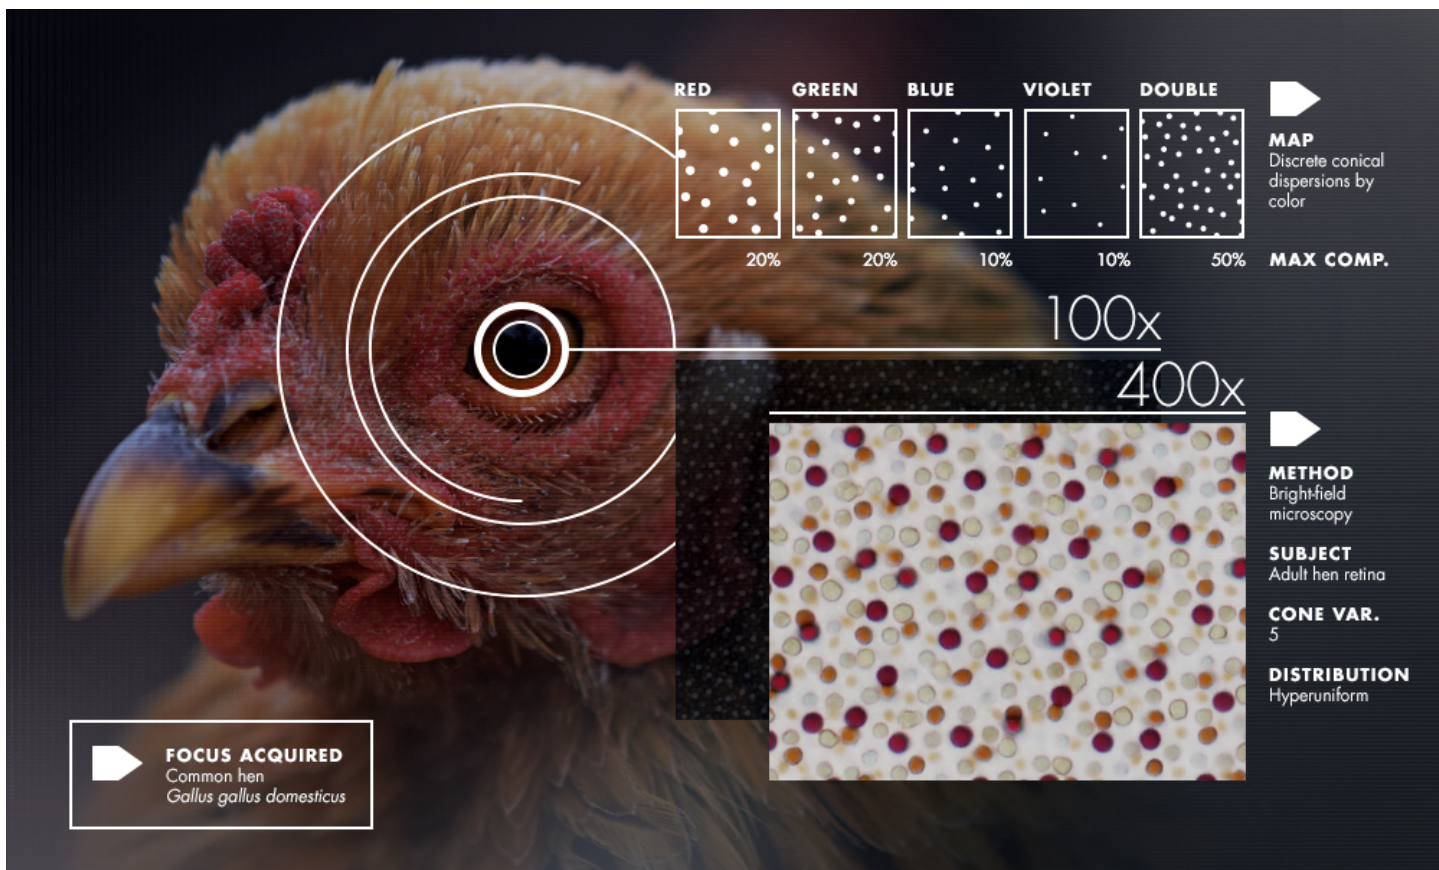 RED GREEN BLUE VIOLET DOUBLE
MAP
Discrete conical
dispersions by
color
20% 20% 10% 10% 50% MAX COMP.
100x
400x
METHOD
Bright-field
microscopy
SUBJECT
Adult hen retina
CONE VAR.
5
DISTRIBUTION
Hyperuniform
FOCUS ACQUIRED
Common hen
Gallus gallus domesticus